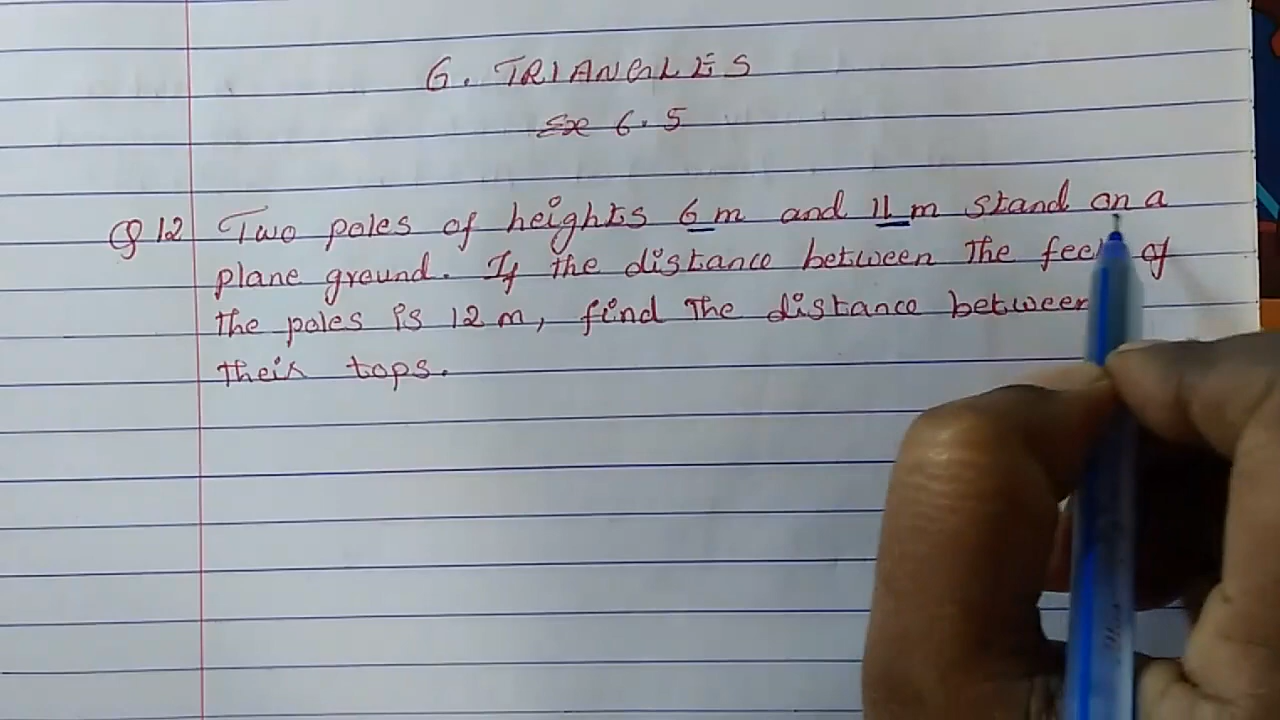 6. TRIANGLES
Ex 6.5
Q 12 Two poles of heights 6 m and 11 m stand on a
plane ground. If the distance between the feet of
the poles is 12 m, find the distance between
their tops.